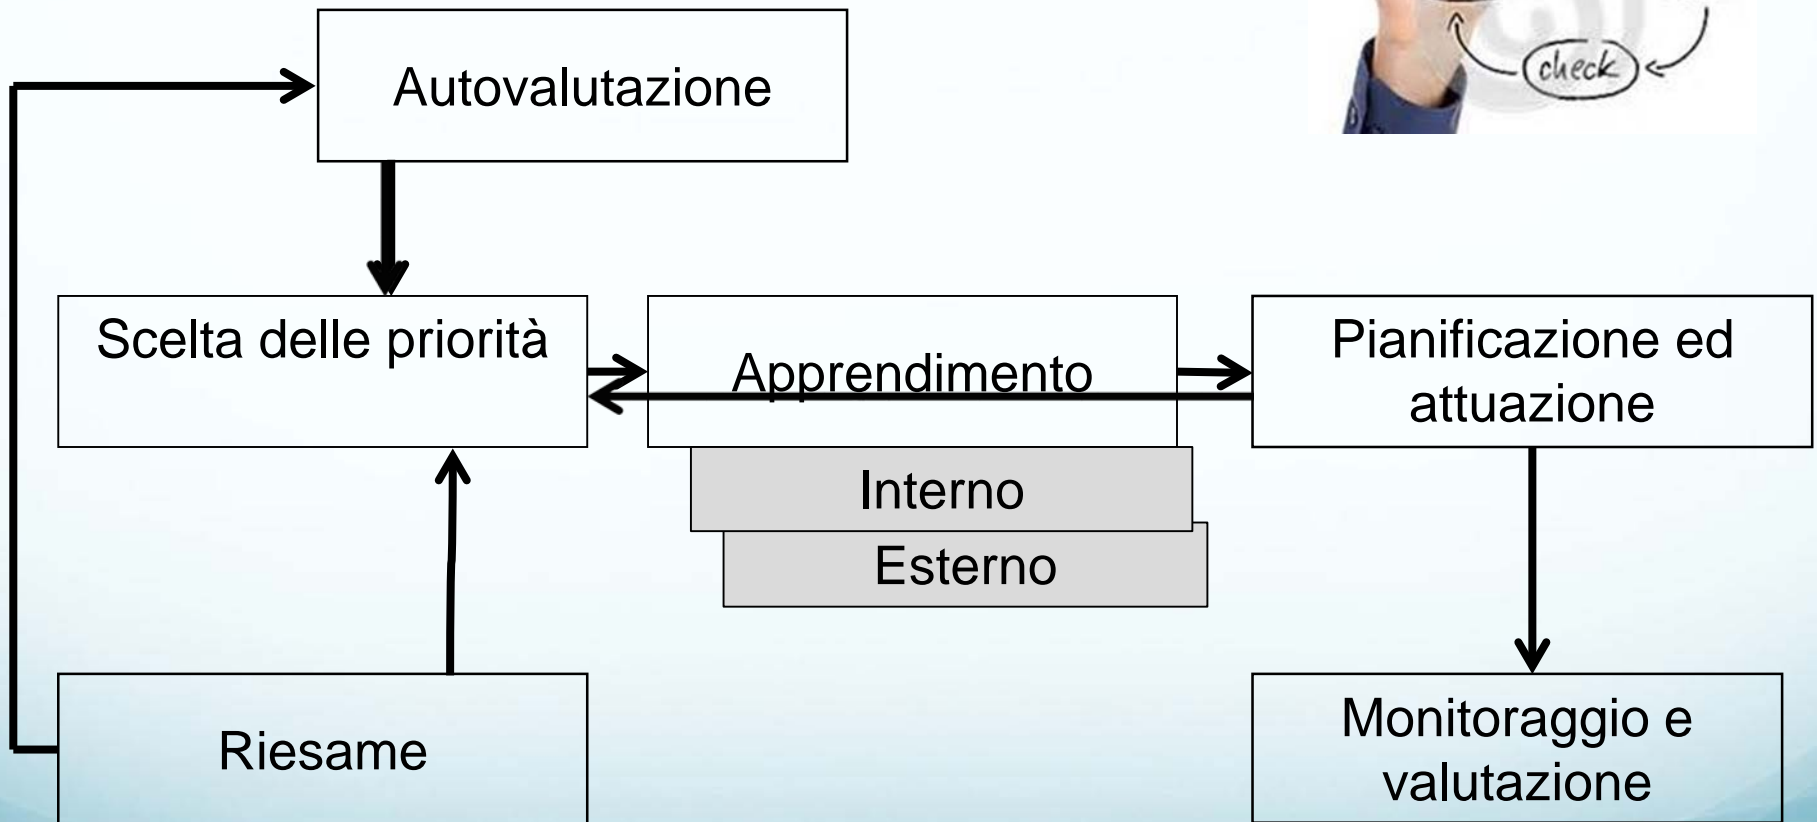 check
Autovalutazione
Scelta delle priorità
Apprendimento
Pianificazione ed
attuazione
Interno
Esterno
Riesame
Monitoraggio e
valutazione